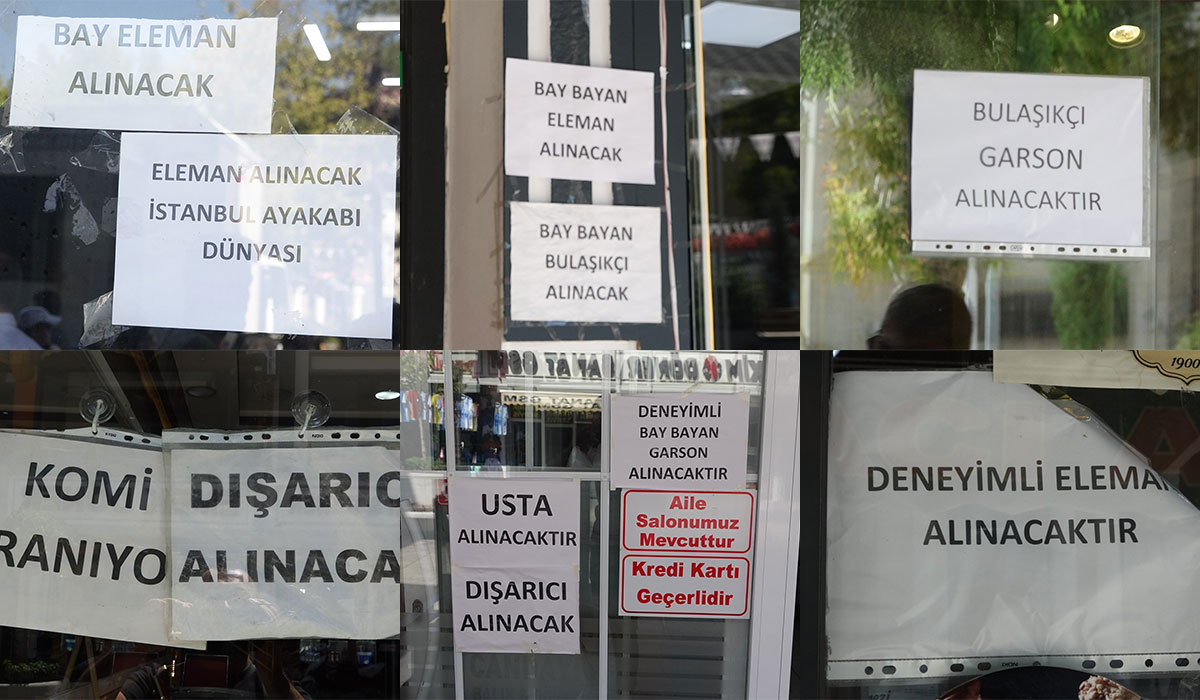 BAY ELEMAN
ALINACAK
ELEMAN ALINACAK
İSTANBUL AYAKABI
DÜNYASI
BAY BAYAN
ELEMAN
ALINACAK
BAY BAYAN
BULAŞIKÇI
ALINACAK
BULAŞIKÇI
GARSON
ALINACAKTIR
KOMİ
RANIYO
DIŞARIC
ALINACA
DENEYİMLİ
BAY BAYAN
GARSON
ALINACAKTIR
USTA
ALINACAKTIR
DIŞARICI
ALINACAK
Aile
Salonumuz
Mevcuttur
Kredi Kartı
Geçerlidir
1900
DENEYİMLİ ELEMA
ALINACAKTIR